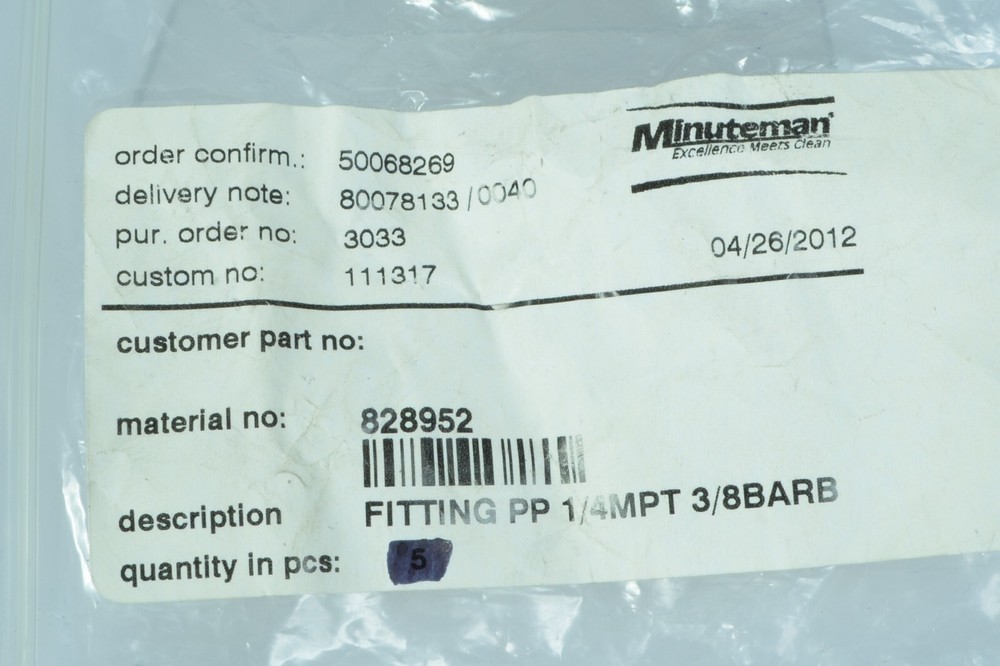 Minuteman
Excellence Meets Clean
order confirm.: 50068269
delivery note: 80078133 / 0040
pur. order no: 3033
04/26/2012
custom no: 111317
customer part no:
material no: 828952
description FITTING PP 1/4MPT 3/8BARB
quantity in pcs: 5